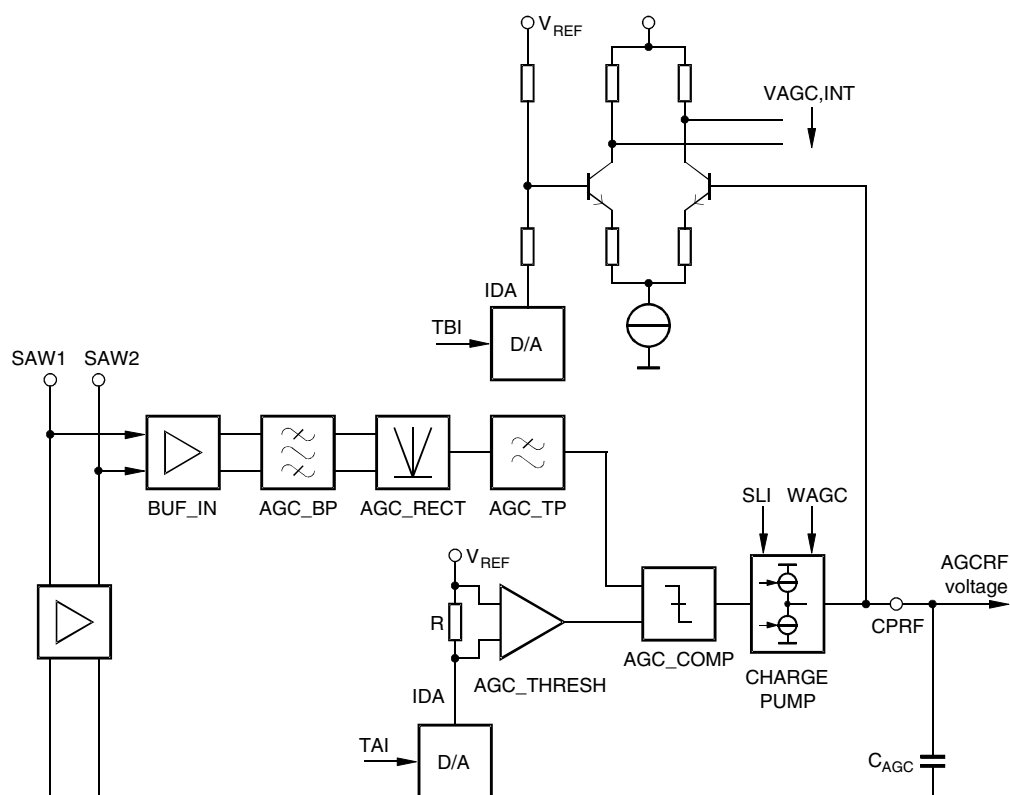 VREF
VAGC,INT
IDA
TBI
D/A
SAW1
SAW2
BUF_IN
AGC_BP
AGC_RECT
AGC_TP
SLI
WAGC
VREF
AGCRF
voltage
R
CPRF
AGC_COMP
AGC_THRESH
CHARGE
PUMP
IDA
TAI
D/A
CAGC